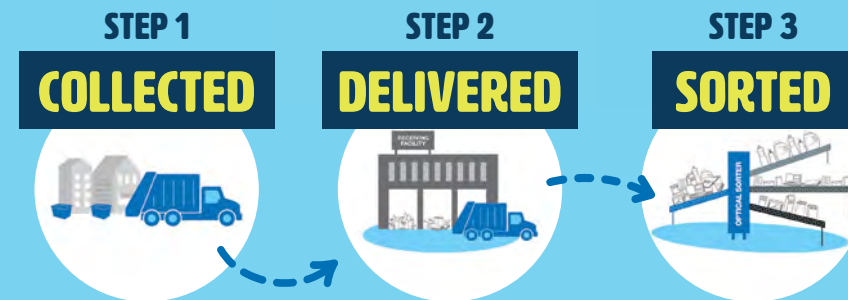 STEP 1
COLLECTED
STEP 2
DELIVERED
RECEIVING
FACILITY
STEP 3
SORTED
OPTICAL SORTER